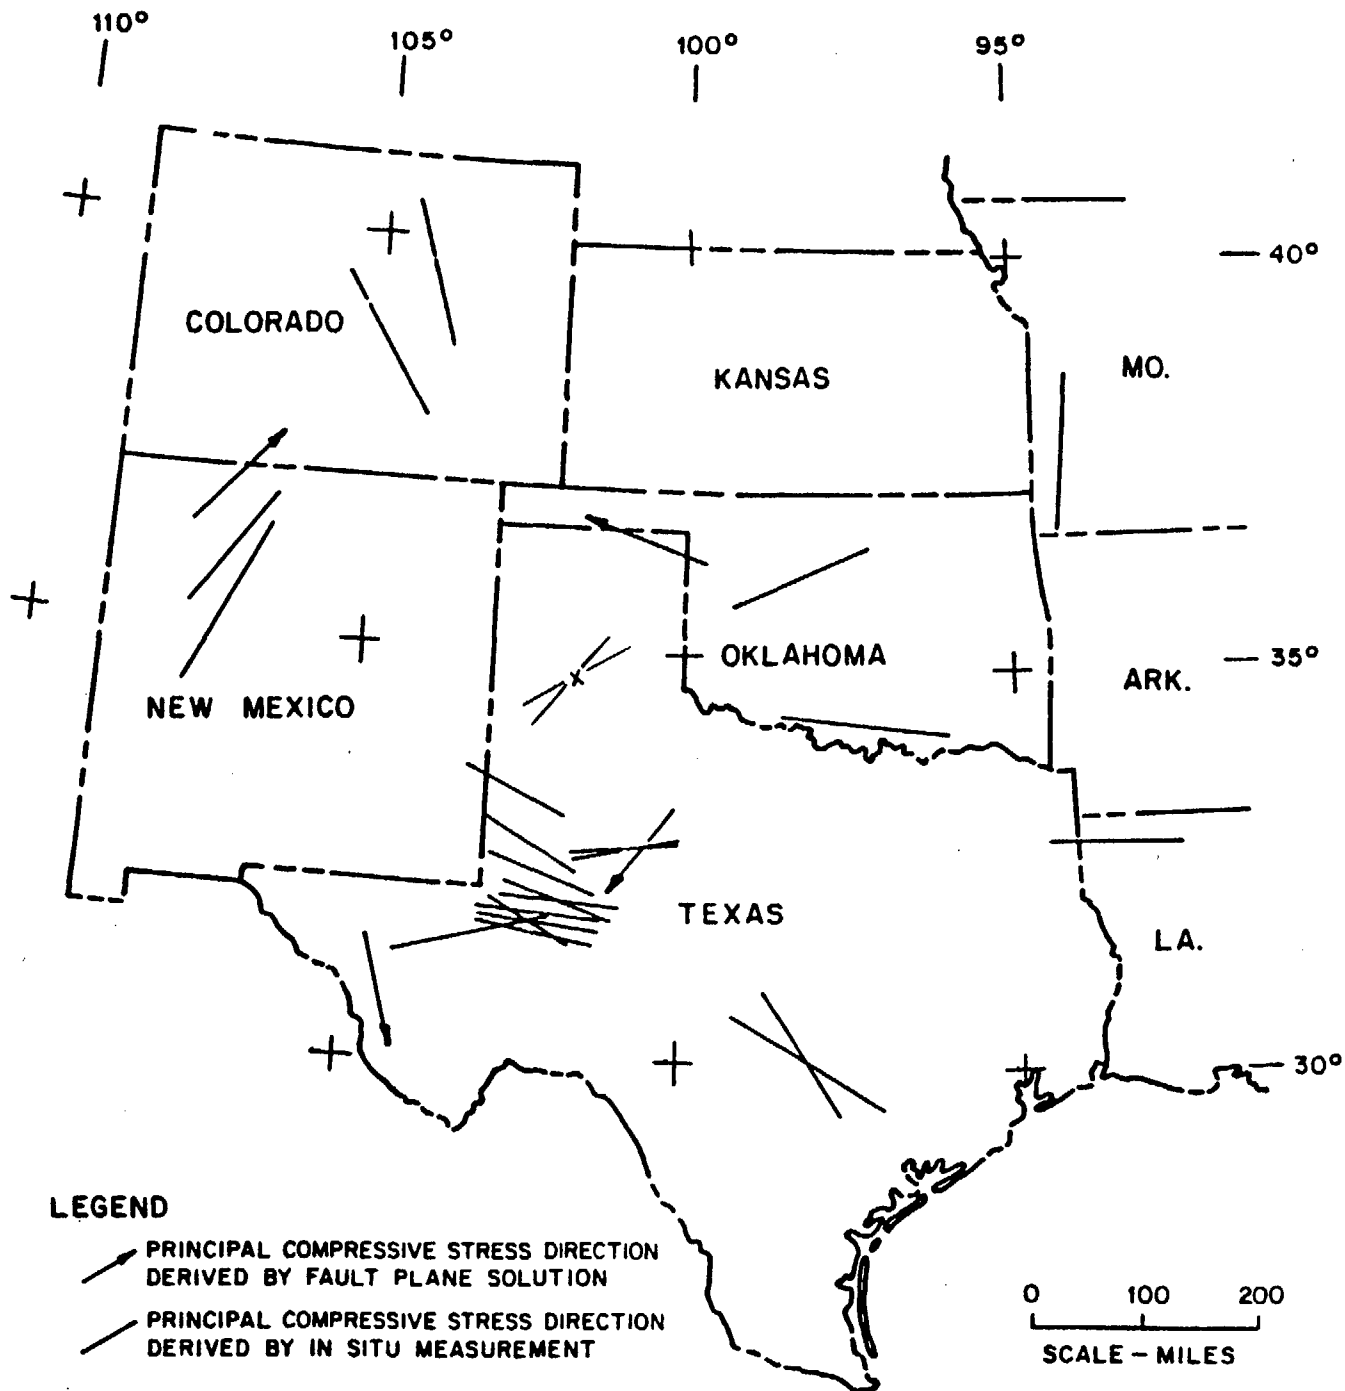 110°
105°
100°
95°
40°
COLORADO
KANSAS
MO.
OKLAHOMA
35°
ARK.
NEW MEXICO
TEXAS
LA.
30°
LEGEND
PRINCIPAL COMPRESSIVE STRESS DIRECTION
DERIVED BY FAULT PLANE SOLUTION
PRINCIPAL COMPRESSIVE STRESS DIRECTION
DERIVED BY IN SITU MEASUREMENT
0 100 200
SCALE – MILES